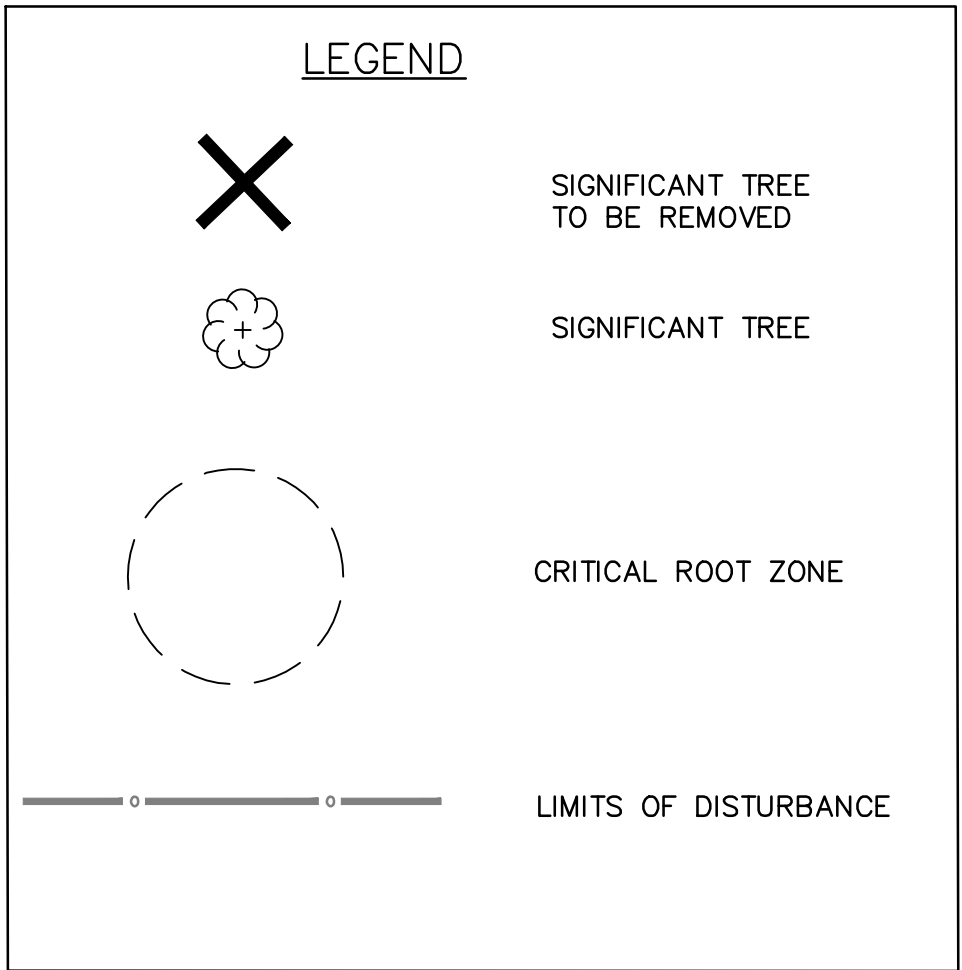 LEGEND
SIGNIFICANT TREE
TO BE REMOVED
SIGNIFICANT TREE
CRITICAL ROOT ZONE
LIMITS OF DISTURBANCE